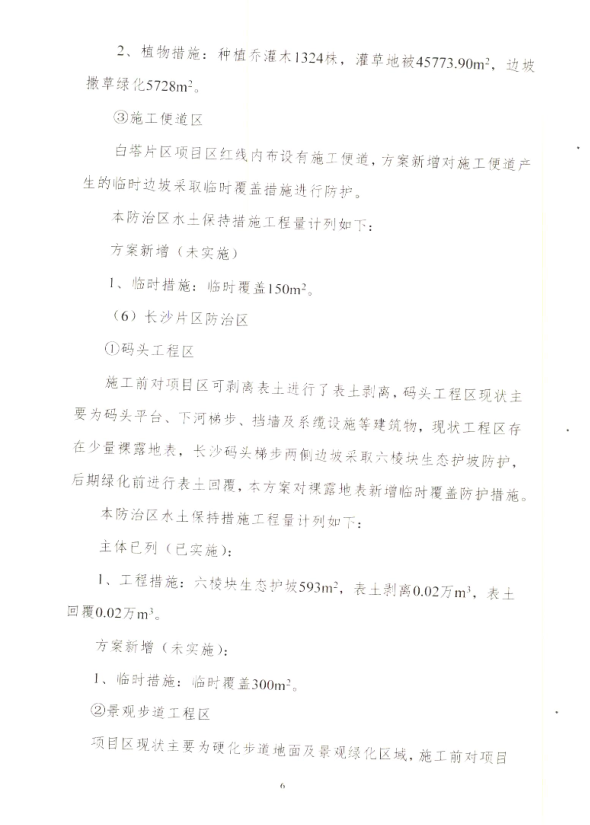 2、植物措施：种植乔灌木1324株，灌草地被45773.90m²，边坡
撒草绿化5728m²。
③施工便道区
白塔片区项目区红线内布设有施工便道，方案新增对施工便道产
生的临时边坡采取临时覆盖措施进行防护。
本防治区水土保持措施工程量计列如下：
方案新增（未实施）
1、临时措施：临时覆盖150m²。
（6）长沙片区防治区
①码头工程区
施工前对项目区可剥离表土进行了表土剥离，码头工程区现状主
要为码头平台、下河梯步、挡墙及系缆设施等建筑物，现状工程区存
在少量裸露地表，长沙码头梯步两侧边坡采取六棱块生态护坡防护，
后期绿化前进行表土回覆，本方案对裸露地表新增临时覆盖防护措施。
本防治区水土保持措施工程量计列如下：
主体已列（已实施）：
1、工程措施：六棱块生态护坡593m²，表土剥离0.02万m³，表土
回覆0.02万m³。
方案新增（未实施）：
1、临时措施：临时覆盖300m²。
②景观步道工程区
项目区现状主要为硬化步道地面及景观绿化区域，施工前对项目
6